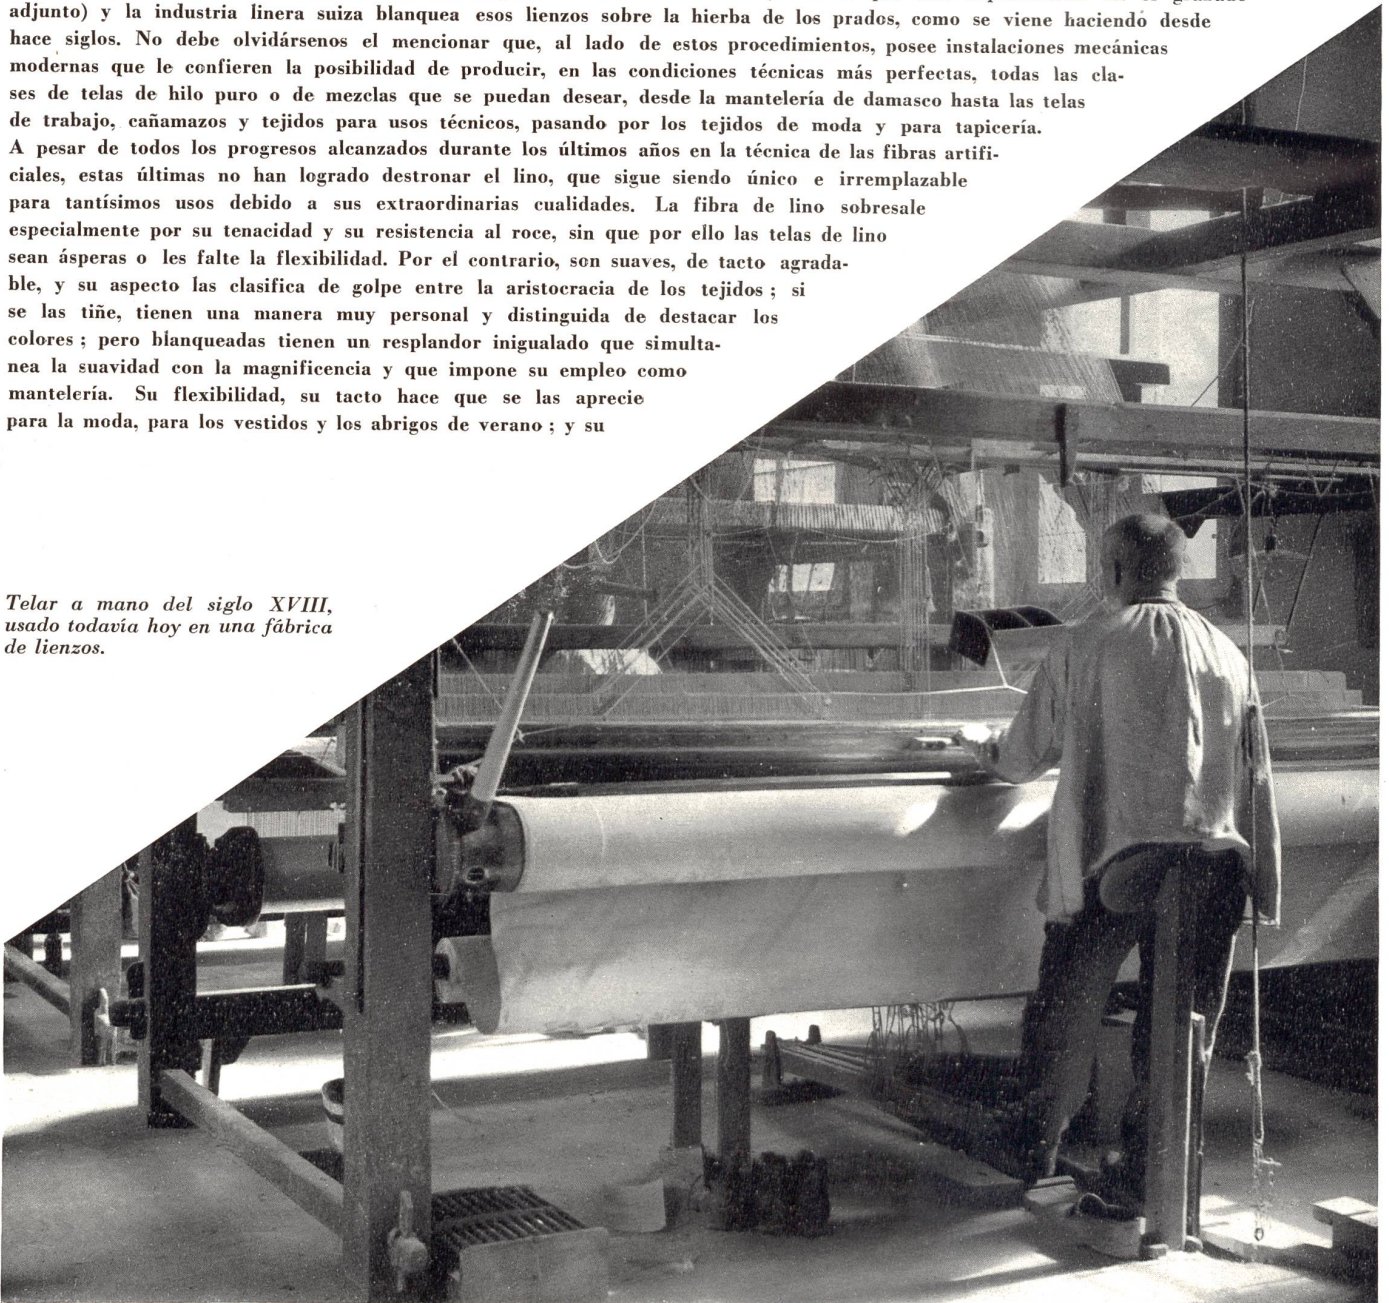 adjunto) y la industria linera suiza blanquea esos lienzos sobre la hierba de los prados, como se viene haciendo desde
hace siglos. No debe olvidársenos el mencionar que, al lado de estos procedimientos, posee instalaciones mecánicas
modernas que le confieren la posibilidad de producir, en las condiciones técnicas más perfectas, todas las cla-
ses de telas de hilo puro o de mezclas que se puedan desear, desde la mantelería de damasco hasta las telas
de trabajo, cañamazos y tejidos para usos técnicos, pasando por los tejidos de moda y para tapicería.
A pesar de todos los progresos alcanzados durante los últimos años en la técnica de las fibras artifi-
ciales, estas últimas no han logrado destronar el lino, que sigue siendo único e irremplazable
para tantísimos usos debido a sus extraordinarias cualidades. La fibra de lino sobresale
especialmente por su tenacidad y su resistencia al roce, sin que por ello las telas de lino
sean ásperas o les falte la flexibilidad. Por el contrario, son suaves, de tacto agrada-
ble, y su aspecto las clasifica de golpe entre la aristocracia de los tejidos ; si
se las tiñe, tienen una manera muy personal y distinguida de destacar los
colores ; pero blanqueadas tienen un resplandor inigualado que simulta-
nea la suavidad con la magnificencia y que impone su empleo como
mantelería. Su flexibilidad, su tacto hace que se las aprecie
para la moda, para los vestidos y los abrigos de verano ; y su
Telar a mano del siglo XVIII,
usado todavía hoy en una fábrica
de lienzos.